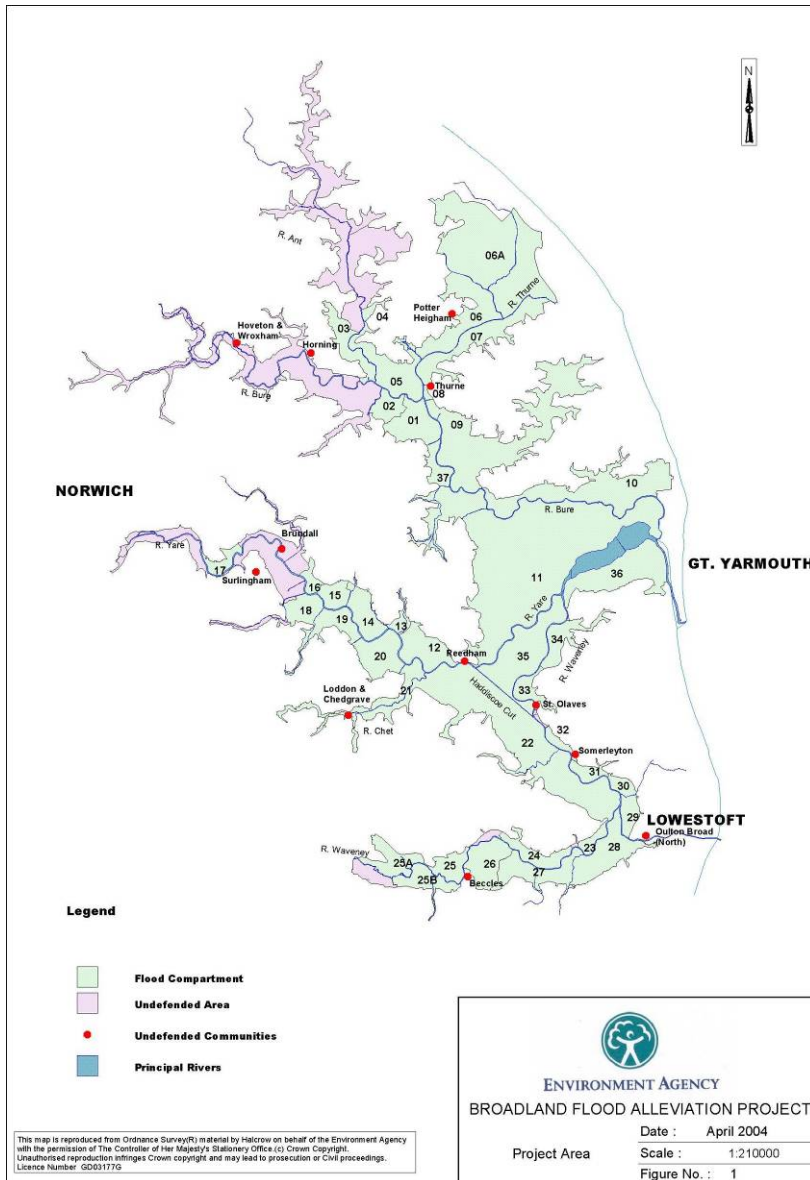 N
06A
R. Ant
R. Thurne
Potter
Heigham
06
04
03
07
Hoveton &
Wroxham
Horning
05
Thurne
08
02
01
R. Bure
09
37
10
NORWICH
R. Bure
Brundall
R. Yare
GT. YARMOUTH
17
Surlingham
11
36
16
15
18
19
14
13
R. Yare
34
12
20
Reedham
35
R. Waveney
21
Loddon &
Chedgrave
33
Haddiscoe Cut
St. Olaves
R. Chet
32
22
Somerleyton
31
30
29
LOWESTOFT
Oulton Broad
(North)
R. Waveney
24
23
28
25A
25
26
27
25B
Beccles
Legend
Flood Compartment
Undefended Area
Undefended Communities
Principal Rivers
ENVIRONMENT AGENCY
BROADLAND FLOOD ALLEVIATION PROJECT
Project Area
Date : April 2004
Scale : 1:210000
Figure No. : 1
This map is reproduced from Ordnance Survey(R) material by Halcrow on behalf of the Environment Agency
with the permission of The Controller of Her Majesty's Stationery Office.(c) Crown Copyright.
Unauthorised reproduction infringes Crown copyright and may lead to prosecution or Civil proceedings.
Licence Number GD03177G